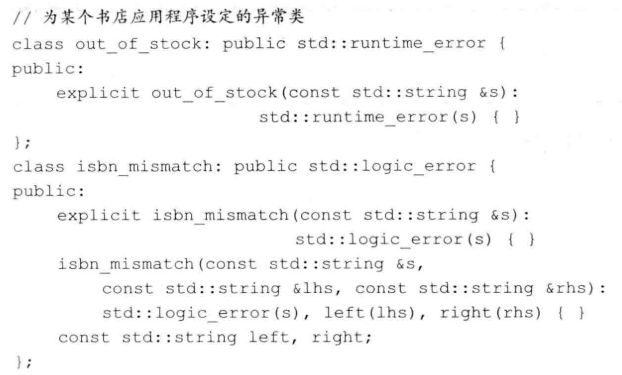 // 为某个书店应用程序设定的异常类
class out_of_stock: public std::runtime_error {
public:
    explicit out_of_stock(const std::string &s):
                       std::runtime_error(s) { }
};
class isbn_mismatch: public std::logic_error {
public:
    explicit isbn_mismatch(const std::string &s):
                          std::logic_error(s) { }
    isbn_mismatch(const std::string &s,
        const std::string &lhs, const std::string &rhs):
        std::logic_error(s), left(lhs), right(rhs) { }
    const std::string left, right;
};